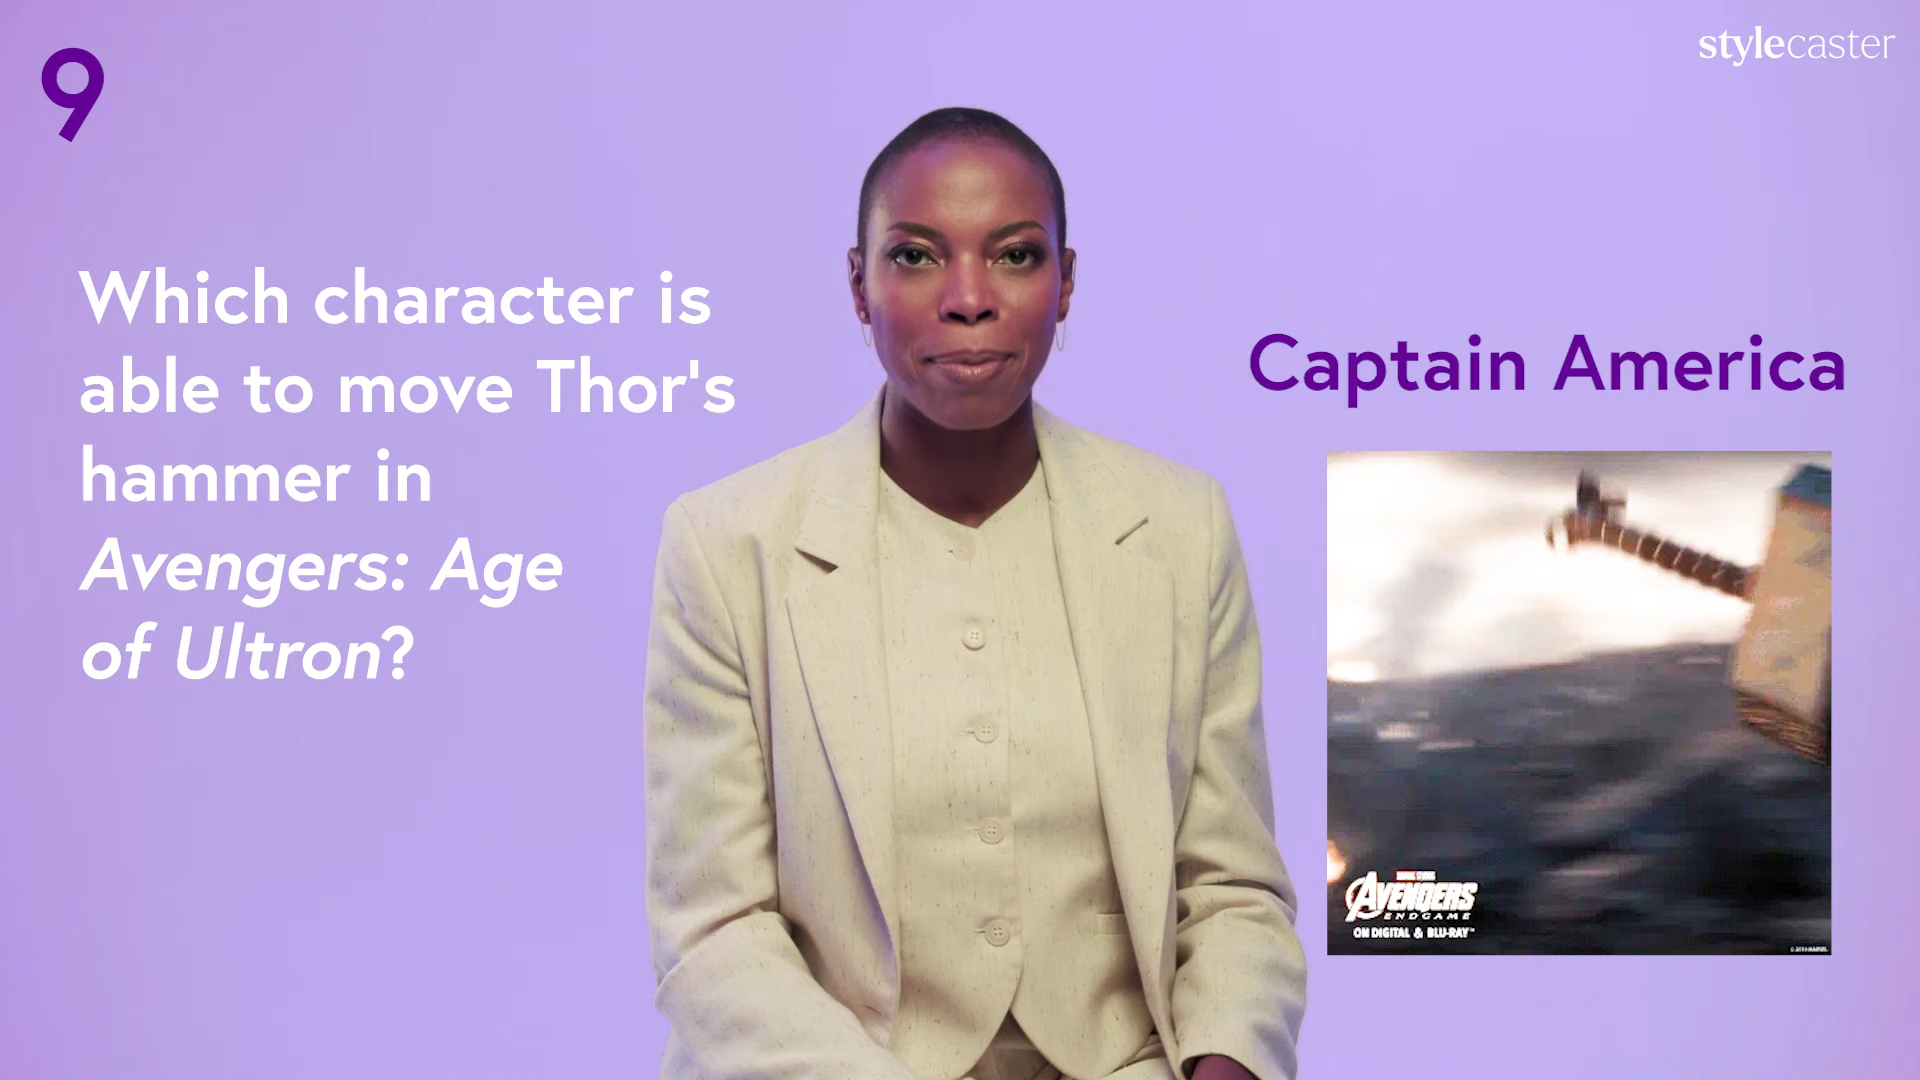 9
stylecaster
Which character is
able to move Thor's
hammer in
Avengers: Age
of Ultron?
Captain America
AVENGERS
ENDGAME
ON DIGITAL & BLU-RAY™